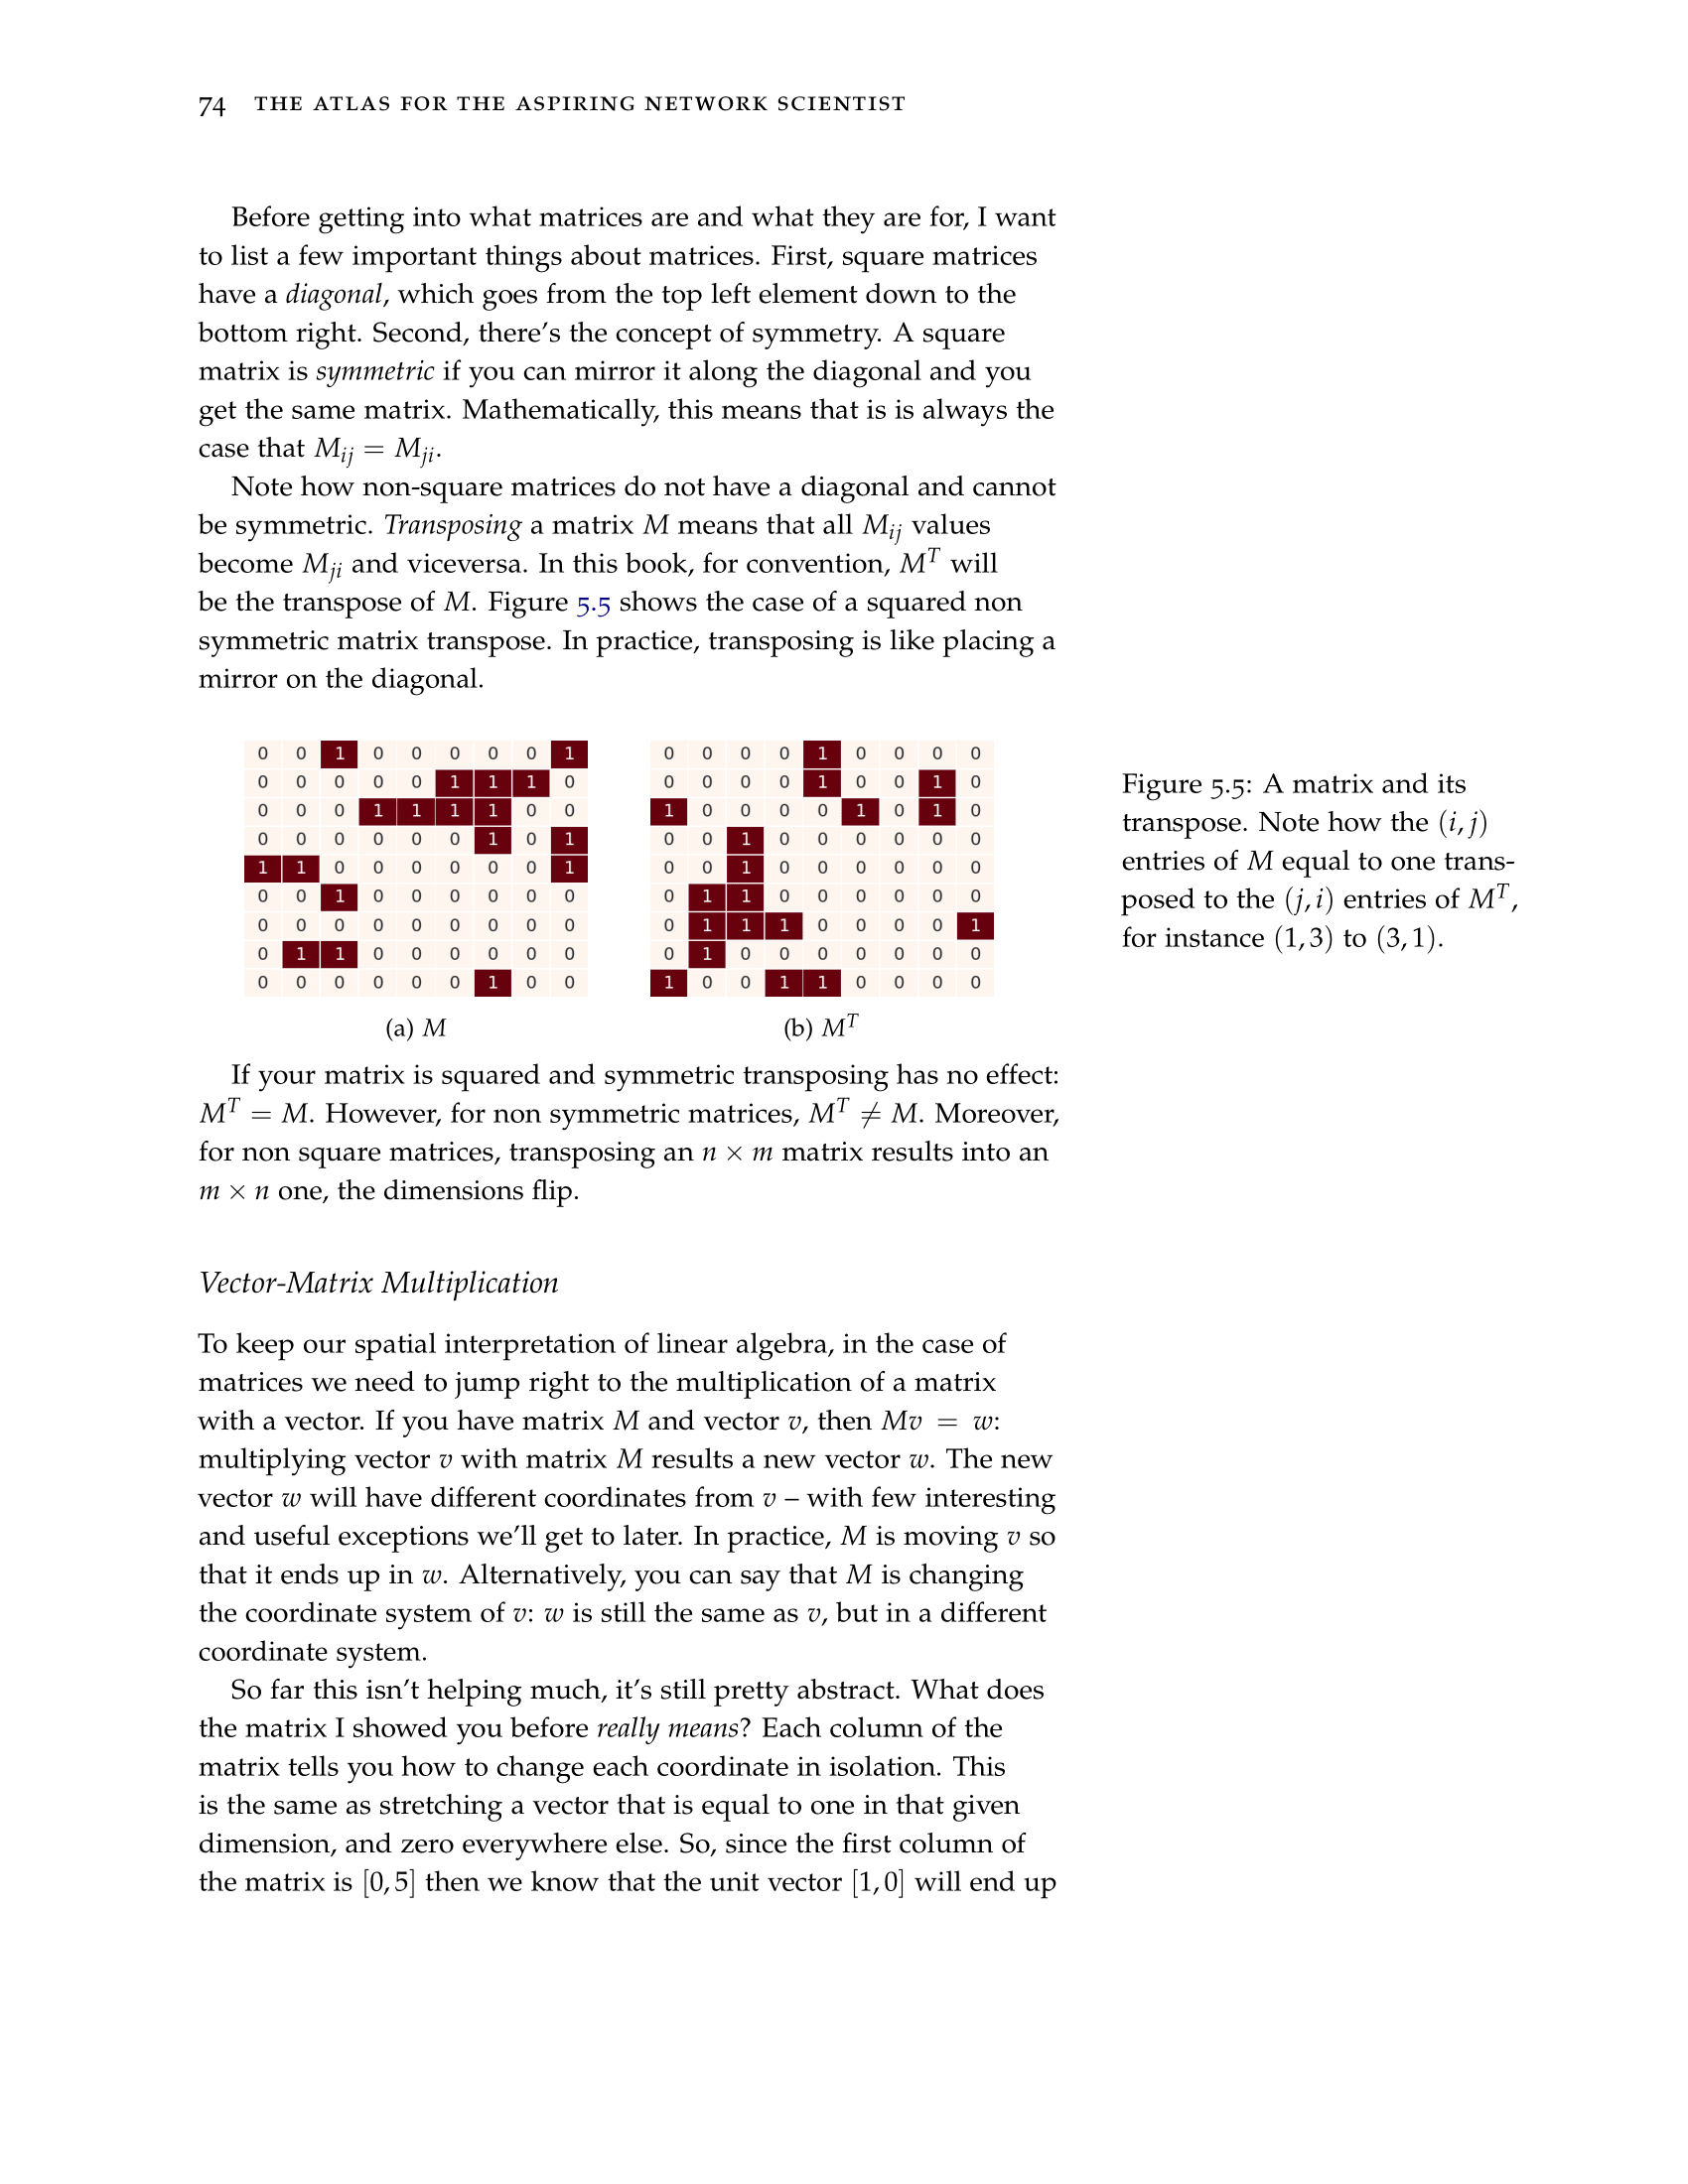 74 THE ATLAS FOR THE ASPIRING NETWORK SCIENTIST
Before getting into what matrices are and what they are for, I want
to list a few important things about matrices. First, square matrices
have a diagonal, which goes from the top left element down to the
bottom right. Second, there's the concept of symmetry. A square
matrix is symmetric if you can mirror it along the diagonal and you
get the same matrix. Mathematically, this means that is is always the
case that M_{ij} = M_{ji}.
Note how non-square matrices do not have a diagonal and cannot
be symmetric. Transposing a matrix M means that all M_{ij} values
become M_{ji} and viceversa. In this book, for convention, M^T will
be the transpose of M. Figure 5.5 shows the case of a squared non
symmetric matrix transpose. In practice, transposing is like placing a
mirror on the diagonal.
0 0 1 0 0 0 0 0 1
0 0 0 0 0 1 1 1 0
0 0 0 1 1 1 1 0 0
0 0 0 0 0 0 1 0 1
1 1 0 0 0 0 0 0 1
0 0 1 0 0 0 0 0 0
0 0 0 0 0 0 0 0 0
0 1 1 0 0 0 0 0 0
0 0 0 0 0 0 1 0 0
(a) M
0 0 0 0 1 0 0 0 0
0 0 0 0 1 0 0 1 0
1 0 0 0 0 1 0 1 0
0 0 1 0 0 0 0 0 0
0 0 1 0 0 0 0 0 0
0 1 1 0 0 0 0 0 0
0 1 1 1 0 0 0 0 1
0 1 0 0 0 0 0 0 0
1 0 0 1 1 0 0 0 0
(b) M^T
Figure 5.5: A matrix and its
transpose. Note how the (i, j)
entries of M equal to one trans-
posed to the (j, i) entries of M^T,
for instance (1, 3) to (3, 1).
If your matrix is squared and symmetric transposing has no effect:
M^T = M. However, for non symmetric matrices, M^T ≠ M. Moreover,
for non square matrices, transposing an n × m matrix results into an
m × n one, the dimensions flip.
Vector-Matrix Multiplication
To keep our spatial interpretation of linear algebra, in the case of
matrices we need to jump right to the multiplication of a matrix
with a vector. If you have matrix M and vector v, then Mv = w:
multiplying vector v with matrix M results a new vector w. The new
vector w will have different coordinates from v – with few interesting
and useful exceptions we'll get to later. In practice, M is moving v so
that it ends up in w. Alternatively, you can say that M is changing
the coordinate system of v: w is still the same as v, but in a different
coordinate system.
So far this isn't helping much, it's still pretty abstract. What does
the matrix I showed you before really means? Each column of the
matrix tells you how to change each coordinate in isolation. This
is the same as stretching a vector that is equal to one in that given
dimension, and zero everywhere else. So, since the first column of
the matrix is [0, 5] then we know that the unit vector [1, 0] will end up